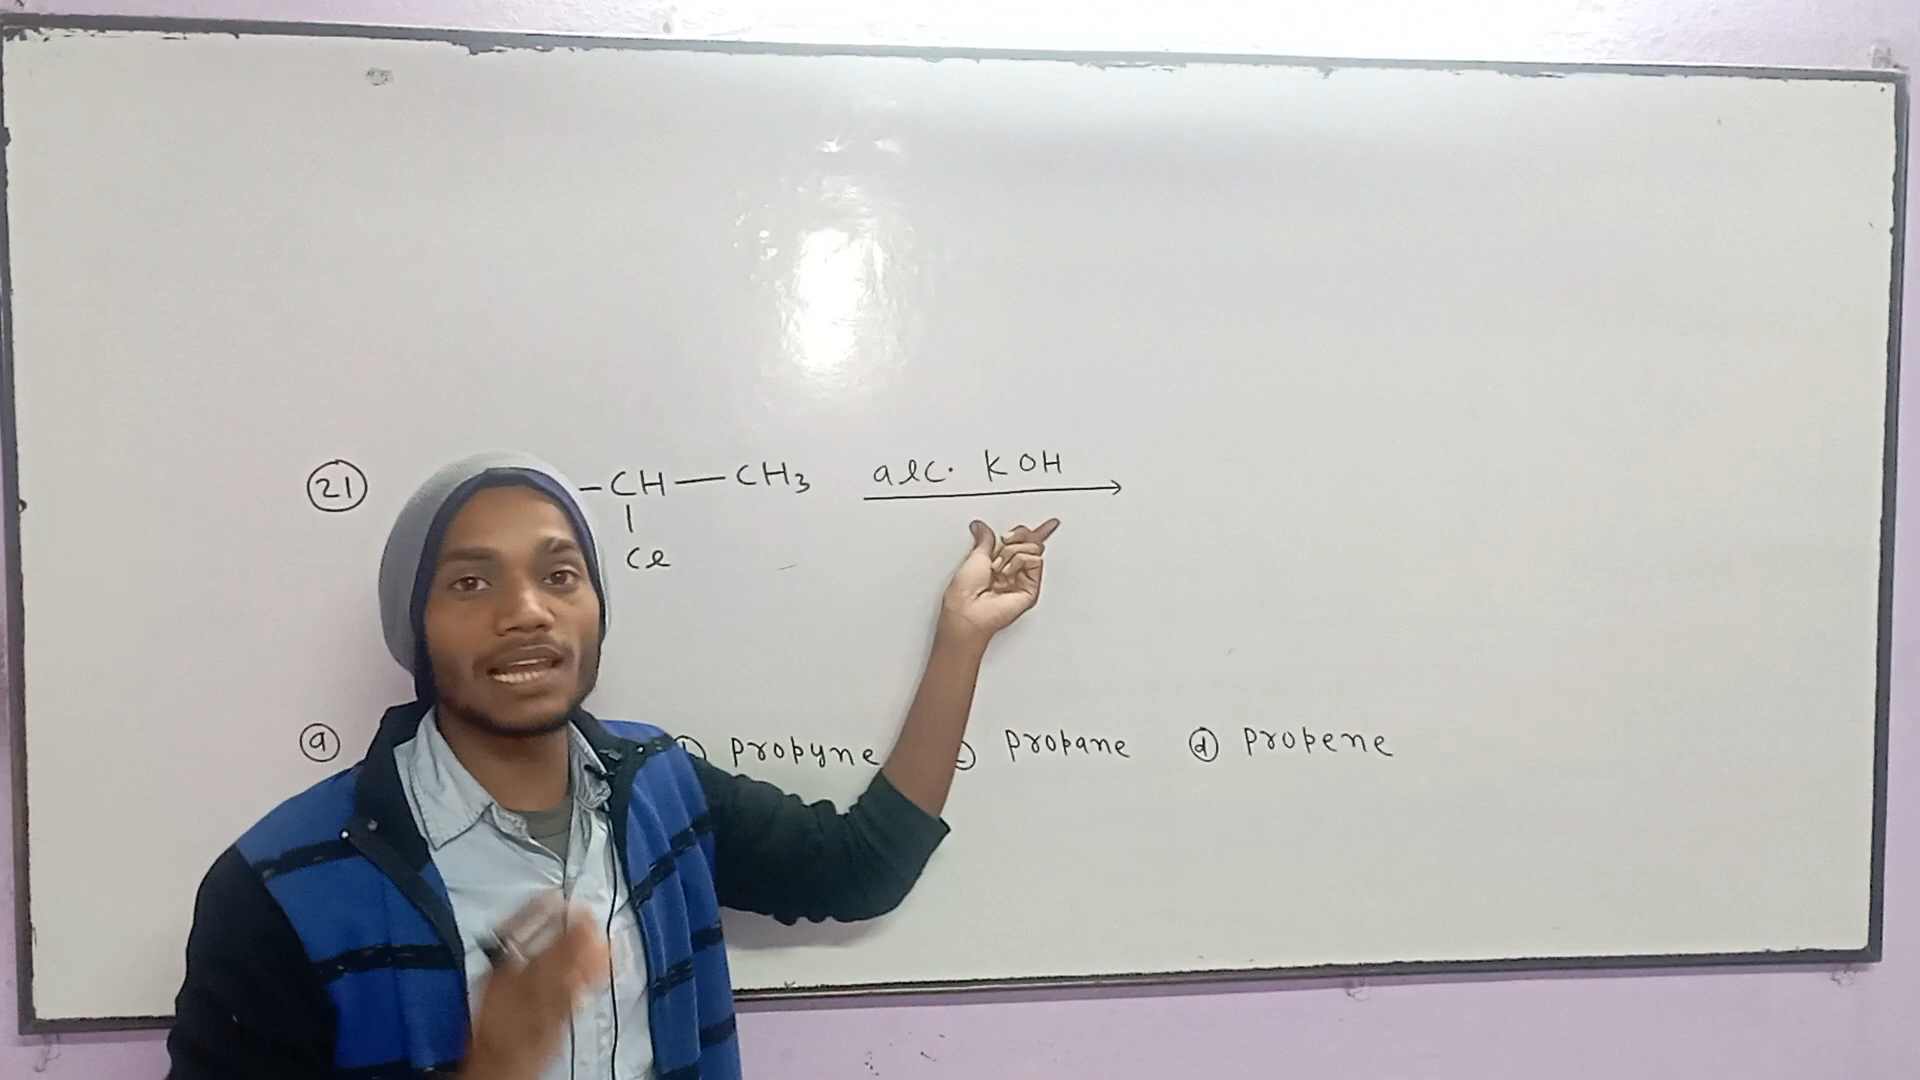 (21) -CH—CH3 alc. KOH
|
Cl
(a) propyne propane (d) propene